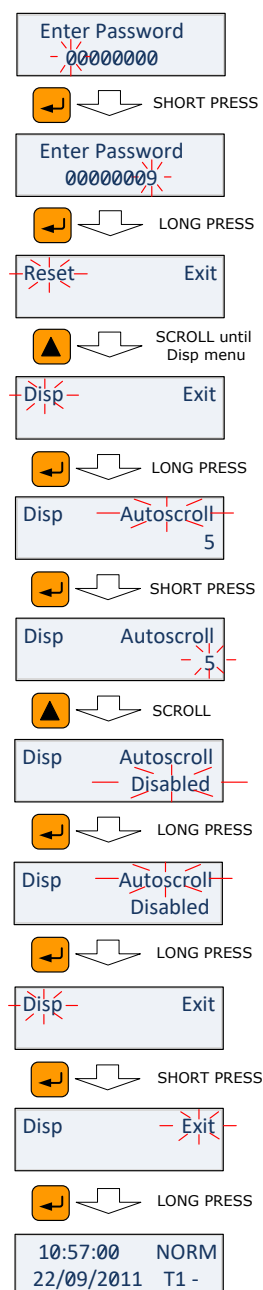 Enter Password
00000000
SHORT PRESS
Enter Password
00000009
LONG PRESS
Reset Exit
SCROLL until
Disp menu
Disp Exit
LONG PRESS
Disp Autoscroll
5
SHORT PRESS
Disp Autoscroll
5
SCROLL
Disp Autoscroll
Disabled
LONG PRESS
Disp Autoscroll
Disabled
LONG PRESS
Disp Exit
SHORT PRESS
Disp Exit
LONG PRESS
10:57:00 NORM
22/09/2011 T1 -